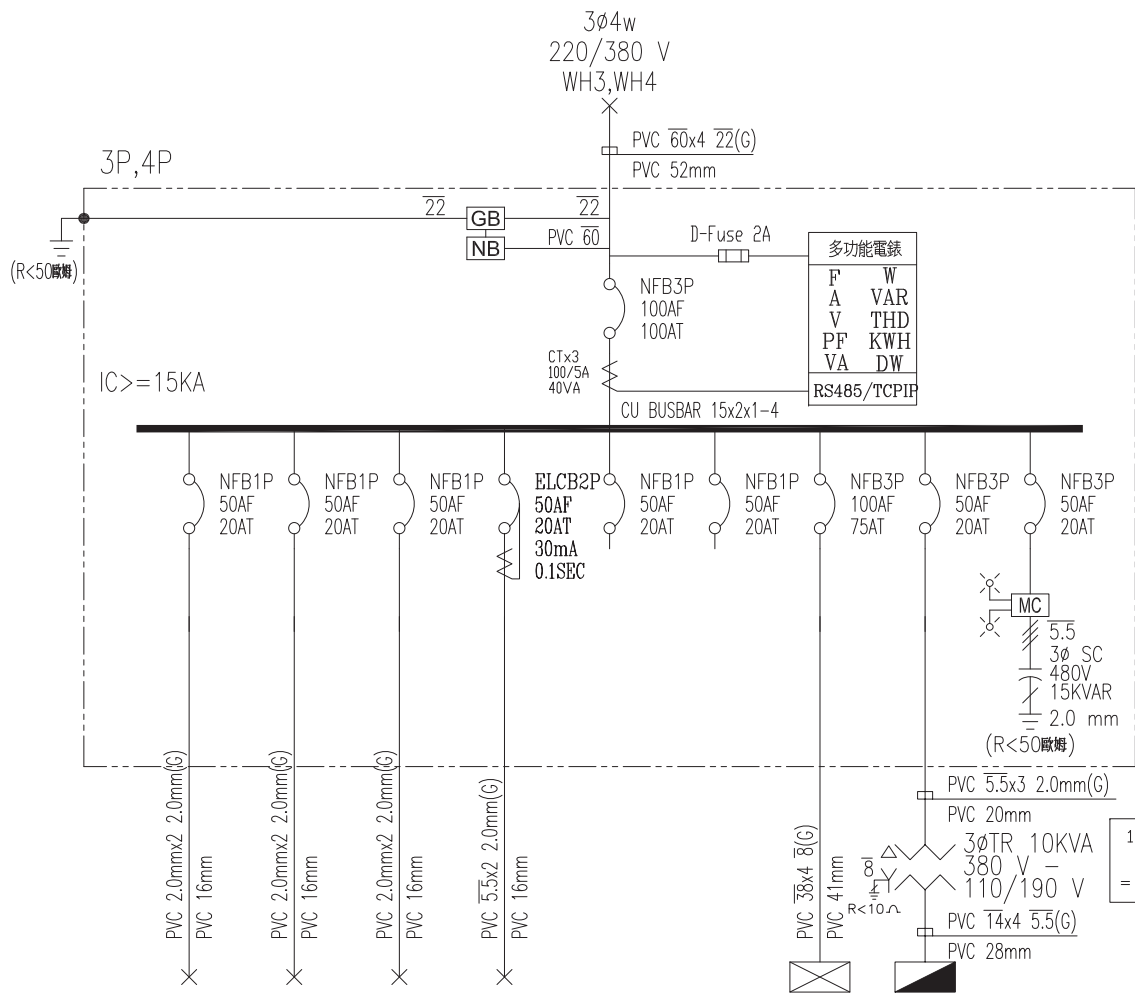 3ø4w
220/380 V
WH3,WH4
PVC 60x4 22(G)
PVC 52mm
3P,4P
22
GB
22
NB
PVC 60
(R<50歐姆)
D-Fuse 2A
多功能電錶
F W
A VAR
V THD
PF KWH
VA DW
RS485/TCPIP
NFB3P
100AF
100AT
CTx3
100/5A
40VA
IC>=15KA
CU BUSBAR 15x2x1-4
NFB1P
50AF
20AT
NFB1P
50AF
20AT
NFB1P
50AF
20AT
ELCB2P
50AF
20AT
30mA
0.1SEC
NFB1P
50AF
20AT
NFB1P
50AF
20AT
NFB3P
100AF
75AT
NFB3P
50AF
20AT
NFB3P
50AF
20AT
MC
5.5
3ø SC
480V
15KVAR
2.0 mm
(R<50歐姆)
PVC 2.0mmx2 2.0mm(G)
PVC 16mm
PVC 2.0mmx2 2.0mm(G)
PVC 16mm
PVC 2.0mmx2 2.0mm(G)
PVC 16mm
PVC 5.5x2 2.0mm(G)
PVC 16mm
PVC 38x4 8(G)
PVC 41mm
PVC 5.5x3 2.0mm(G)
PVC 20mm
3øTR 10KVA
380 V -
110/190 V
8
R<10Ω
PVC 14x4 5.5(G)
PVC 28mm
1
=